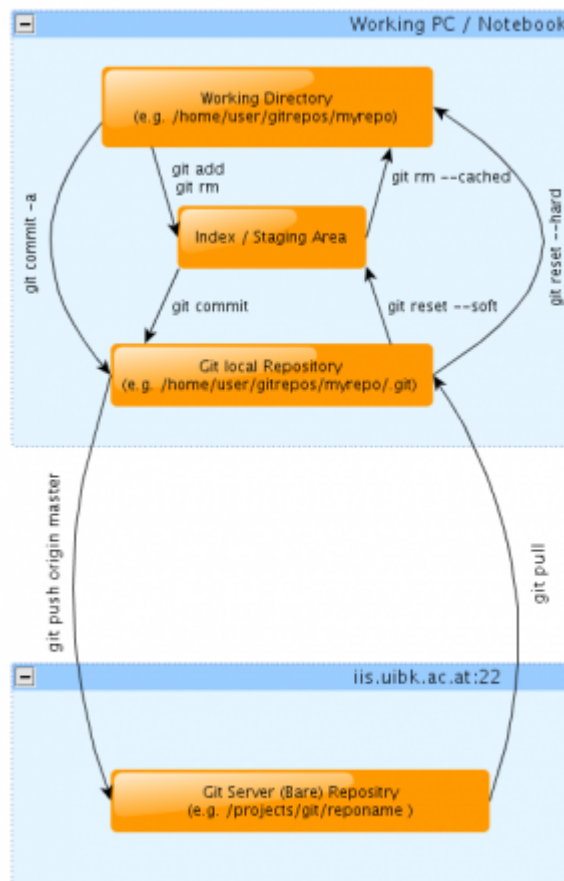 Working PC / Notebook
Working Directory
(e.g. /home/user/gitrepos/myrepo)
git add
git rm
git rm --cached
git commit -a
git reset --hard
Index / Staging Area
git commit
git reset --soft
Git local Repository
(e.g. /home/user/gitrepos/myrepo/.git)
git push origin master
git pull
iis.uibk.ac.at:22
Git Server (Bare) Repositry
(e.g. /projects/git/reponame )